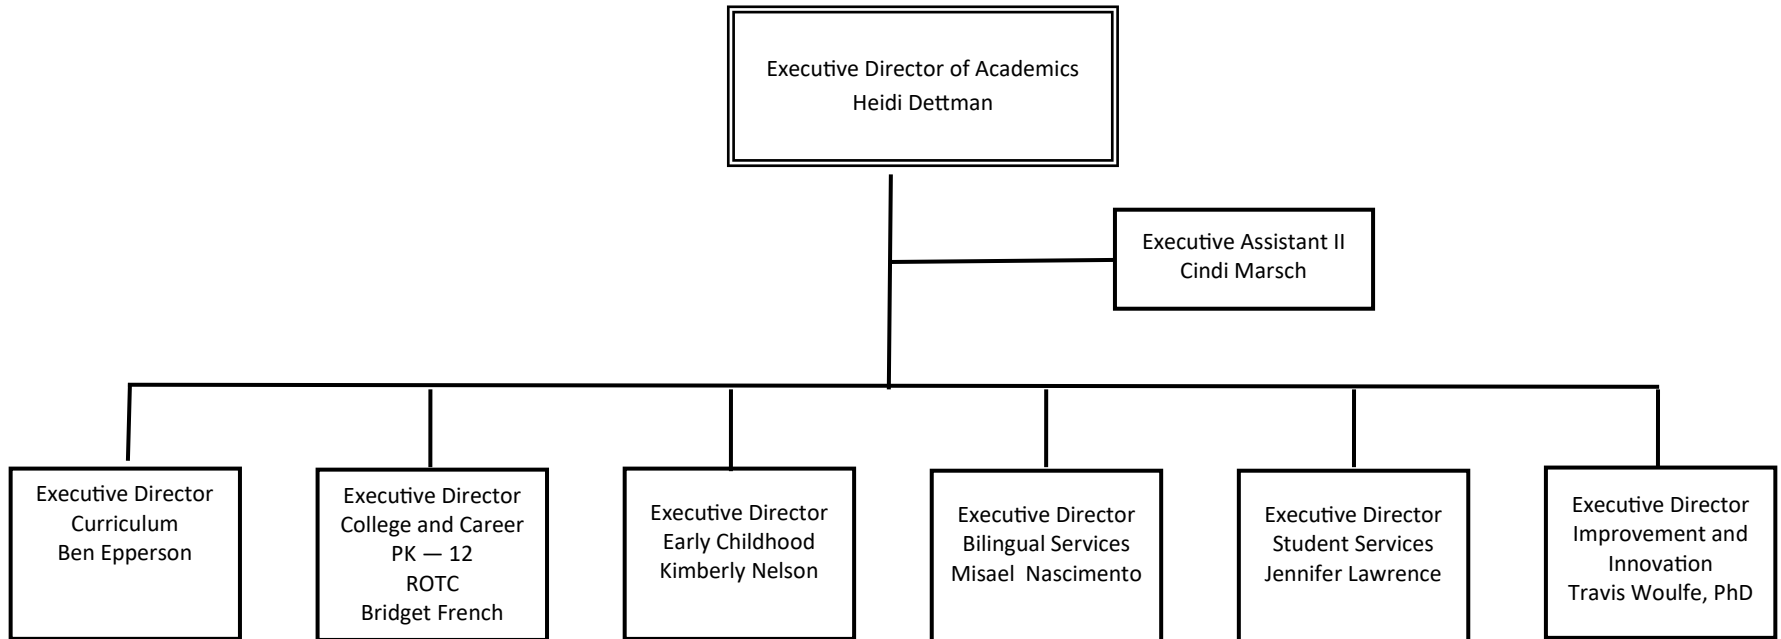 Executive Director of Academics
Heidi Dettman
Executive Assistant II
Cindi Marsch
Executive Director
Curriculum
Ben Epperson
Executive Director
College and Career
PK — 12
ROTC
Bridget French
Executive Director
Early Childhood
Kimberly Nelson
Executive Director
Bilingual Services
Misael  Nascimento
Executive Director
Student Services
Jennifer Lawrence
Executive Director
Improvement and
Innovation
Travis Woulfe, PhD